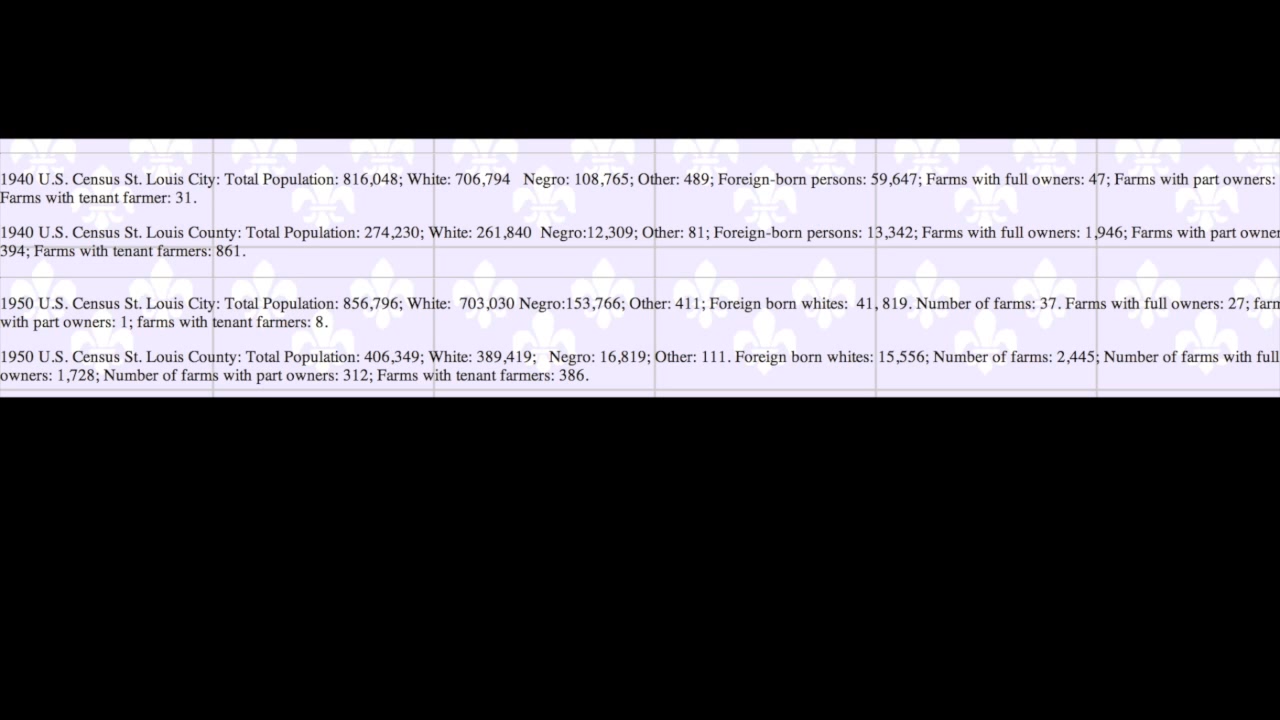 1940 U.S. Census St. Louis City: Total Population: 816,048; White: 706,794   Negro: 108,765; Other: 489; Foreign-born persons: 59,647; Farms with full owners: 47; Farms with part owners:
Farms with tenant farmer: 31.
1940 U.S. Census St. Louis County: Total Population: 274,230; White: 261,840  Negro:12,309; Other: 81; Foreign-born persons: 13,342; Farms with full owners: 1,946; Farms with part owner
394; Farms with tenant farmers: 861.
1950 U.S. Census St. Louis City: Total Population: 856,796; White:  703,030 Negro:153,766; Other: 411; Foreign born whites:  41, 819. Number of farms: 37. Farms with full owners: 27; farm
with part owners: 1; farms with tenant farmers: 8.
1950 U.S. Census St. Louis County: Total Population: 406,349; White: 389,419;   Negro: 16,819; Other: 111. Foreign born whites: 15,556; Number of farms: 2,445; Number of farms with full
owners: 1,728; Number of farms with part owners: 312; Farms with tenant farmers: 386.